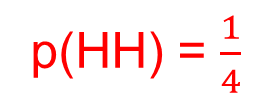 p(HH) = 1/4